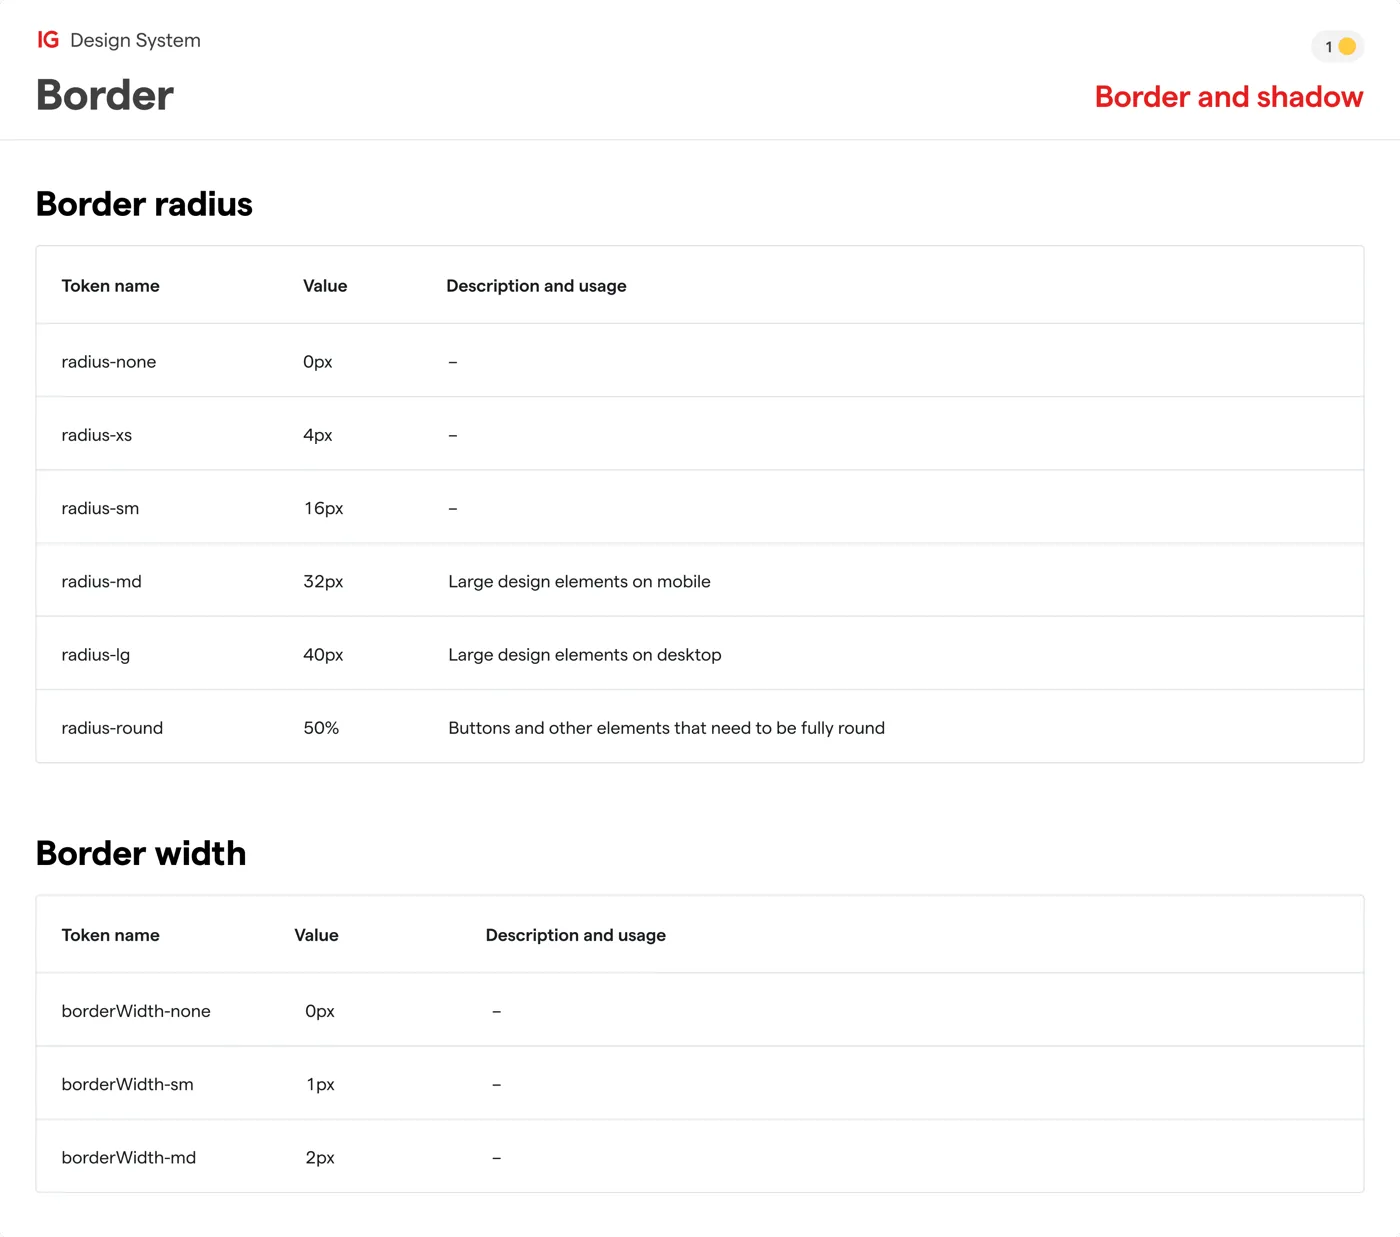 IG Design System
1
Border
Border and shadow
Border radius
Token name Value Description and usage
radius-none 0px –
radius-xs 4px –
radius-sm 16px –
radius-md 32px Large design elements on mobile
radius-lg 40px Large design elements on desktop
radius-round 50% Buttons and other elements that need to be fully round
Border width
Token name Value Description and usage
borderWidth-none 0px –
borderWidth-sm 1px –
borderWidth-md 2px –